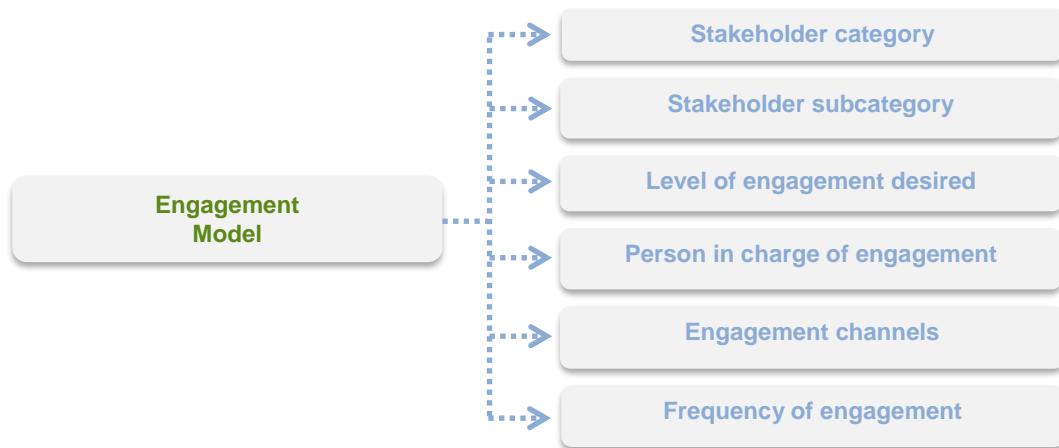 Stakeholder category
Stakeholder subcategory
Level of engagement desired
Engagement
Model
Person in charge of engagement
Engagement channels
Frequency of engagement